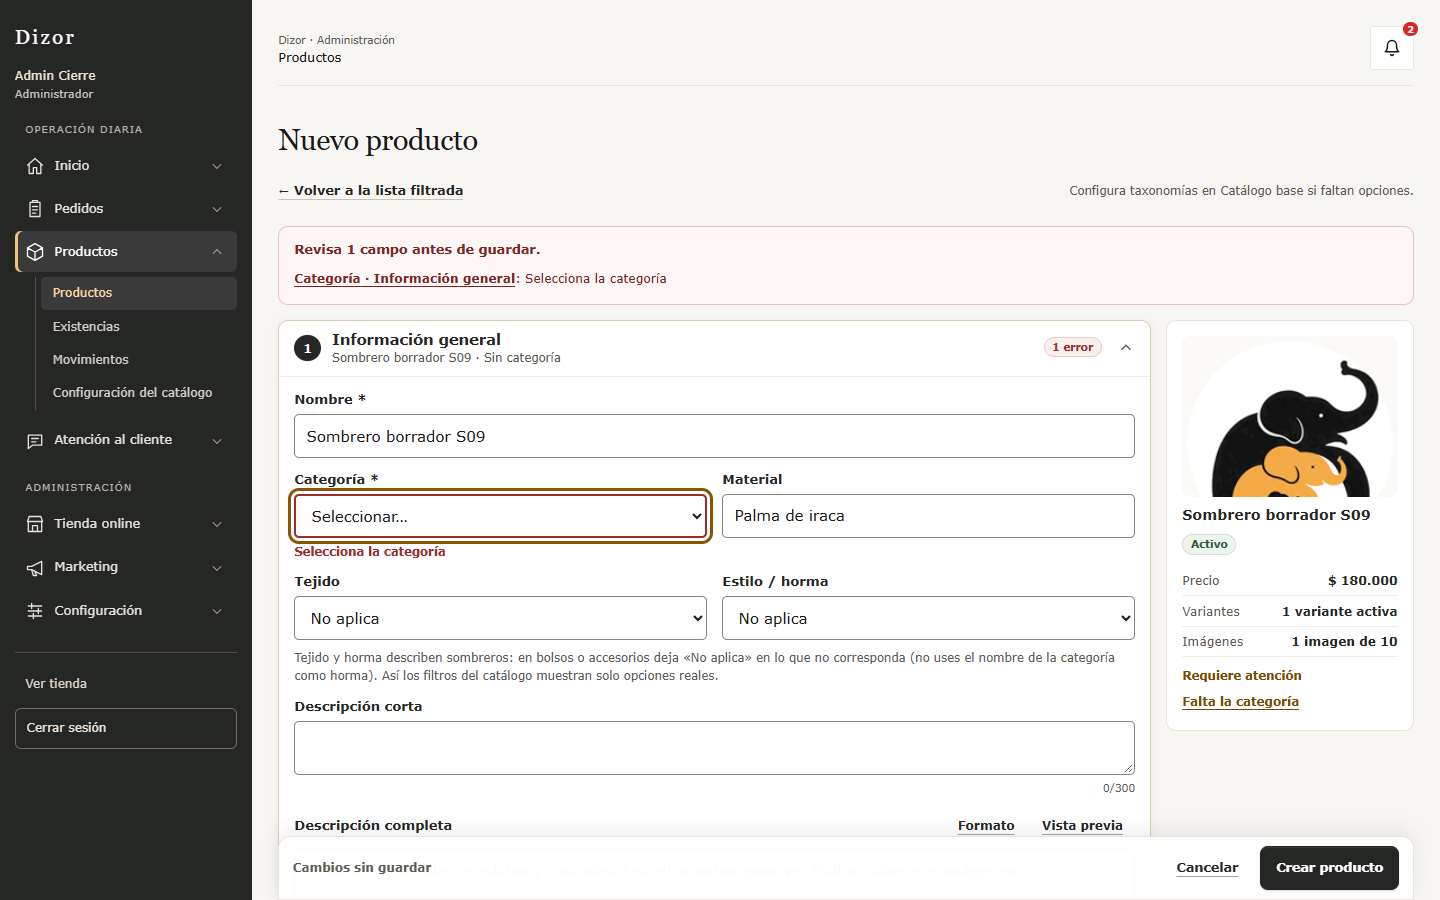 Dizor
Admin Cierre
Administrador
OPERACIÓN DIARIA
Inicio
Pedidos
Productos
Productos
Existencias
Movimientos
Configuración del catálogo
Atención al cliente
ADMINISTRACIÓN
Tienda online
Marketing
Configuración
Ver tienda
Cerrar sesión
Dizor · Administración
Productos
2
Nuevo producto
← Volver a la lista filtrada
Configura taxonomías en Catálogo base si faltan opciones.
Revisa 1 campo antes de guardar.
Categoría · Información general: Selecciona la categoría
1
Información general
Sombrero borrador S09 · Sin categoría
1 error
Nombre *
Sombrero borrador S09
Categoría *
Seleccionar...
Selecciona la categoría
Material
Palma de iraca
Tejido
No aplica
Estilo / horma
No aplica
Tejido y horma describen sombreros: en bolsos o accesorios deja «No aplica» en lo que no corresponda (no uses el nombre de la categoría
como horma). Así los filtros del catálogo muestran solo opciones reales.
Descripción corta
0/300
Descripción completa
Formato
Vista previa
Sombrero borrador S09
Activo
Precio $ 180.000
Variantes 1 variante activa
Imágenes 1 imagen de 10
Requiere atención
Falta la categoría
Cambios sin guardar
Cancelar
Crear producto